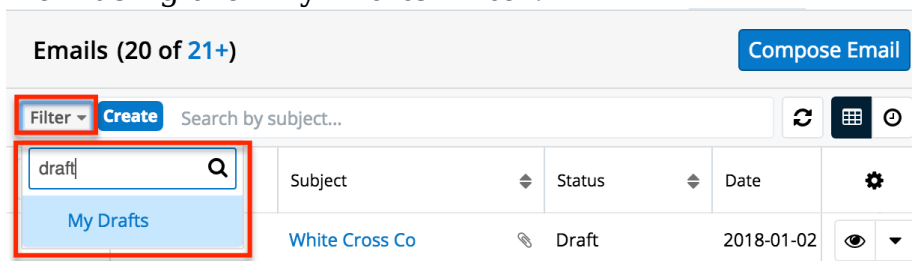 Emails (20 of 21+)
Compose Email
Filter Create Search by subject...
draft
Subject Status Date
My Drafts
White Cross Co Draft 2018-01-02